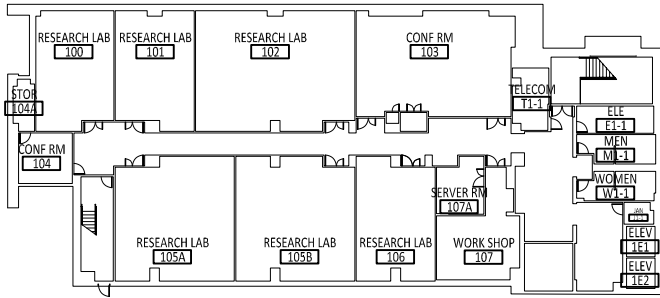 RESEARCH LAB
100
RESEARCH LAB
101
RESEARCH LAB
102
CONF RM
103
STOR
104A
TELECOM
T1-1
ELE
E1-1
CONF RM
104
MEN
M1-1
WOMEN
W1-1
SERVER RM
107A
JAN
RESEARCH LAB
105A
RESEARCH LAB
105B
RESEARCH LAB
106
WORK SHOP
107
ELEV
1E1
ELEV
1E2